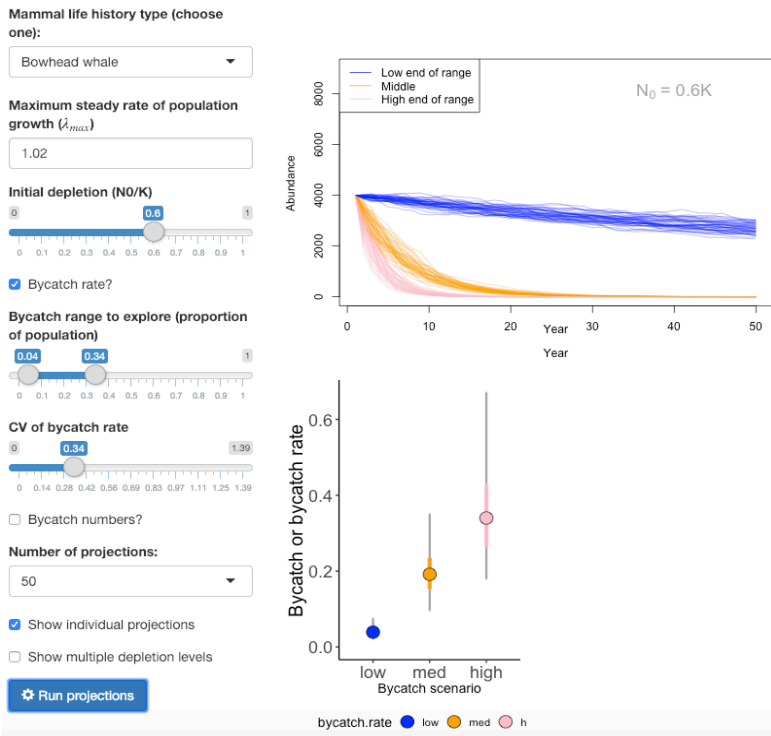 Mammal life history type (choose
one):
Bowhead whale
Maximum steady rate of population
growth (λmax)
1.02
Initial depletion (N0/K)
0 0.6 1
0 0.1 0.2 0.3 0.4 0.5 0.6 0.7 0.8 0.9 1
Bycatch rate?
Bycatch range to explore (proportion
of population)
0.04 0.34 1
0 0.1 0.2 0.3 0.4 0.5 0.6 0.7 0.8 0.9 1
CV of bycatch rate
0 0.34 1.39
0 0.14 0.28 0.42 0.56 0.69 0.83 0.97 1.11 1.25 1.39
Bycatch numbers?
Number of projections:
50
Show individual projections
Show multiple depletion levels
Run projections
Low end of range
Middle
High end of range
N₀ = 0.6K
Abundance
8000
6000
4000
2000
0
0 10 20 30 40 50
Year
Year
Bycatch or bycatch rate
0.6
0.4
0.2
0.0
low med high
Bycatch scenario
bycatch.rate low med h